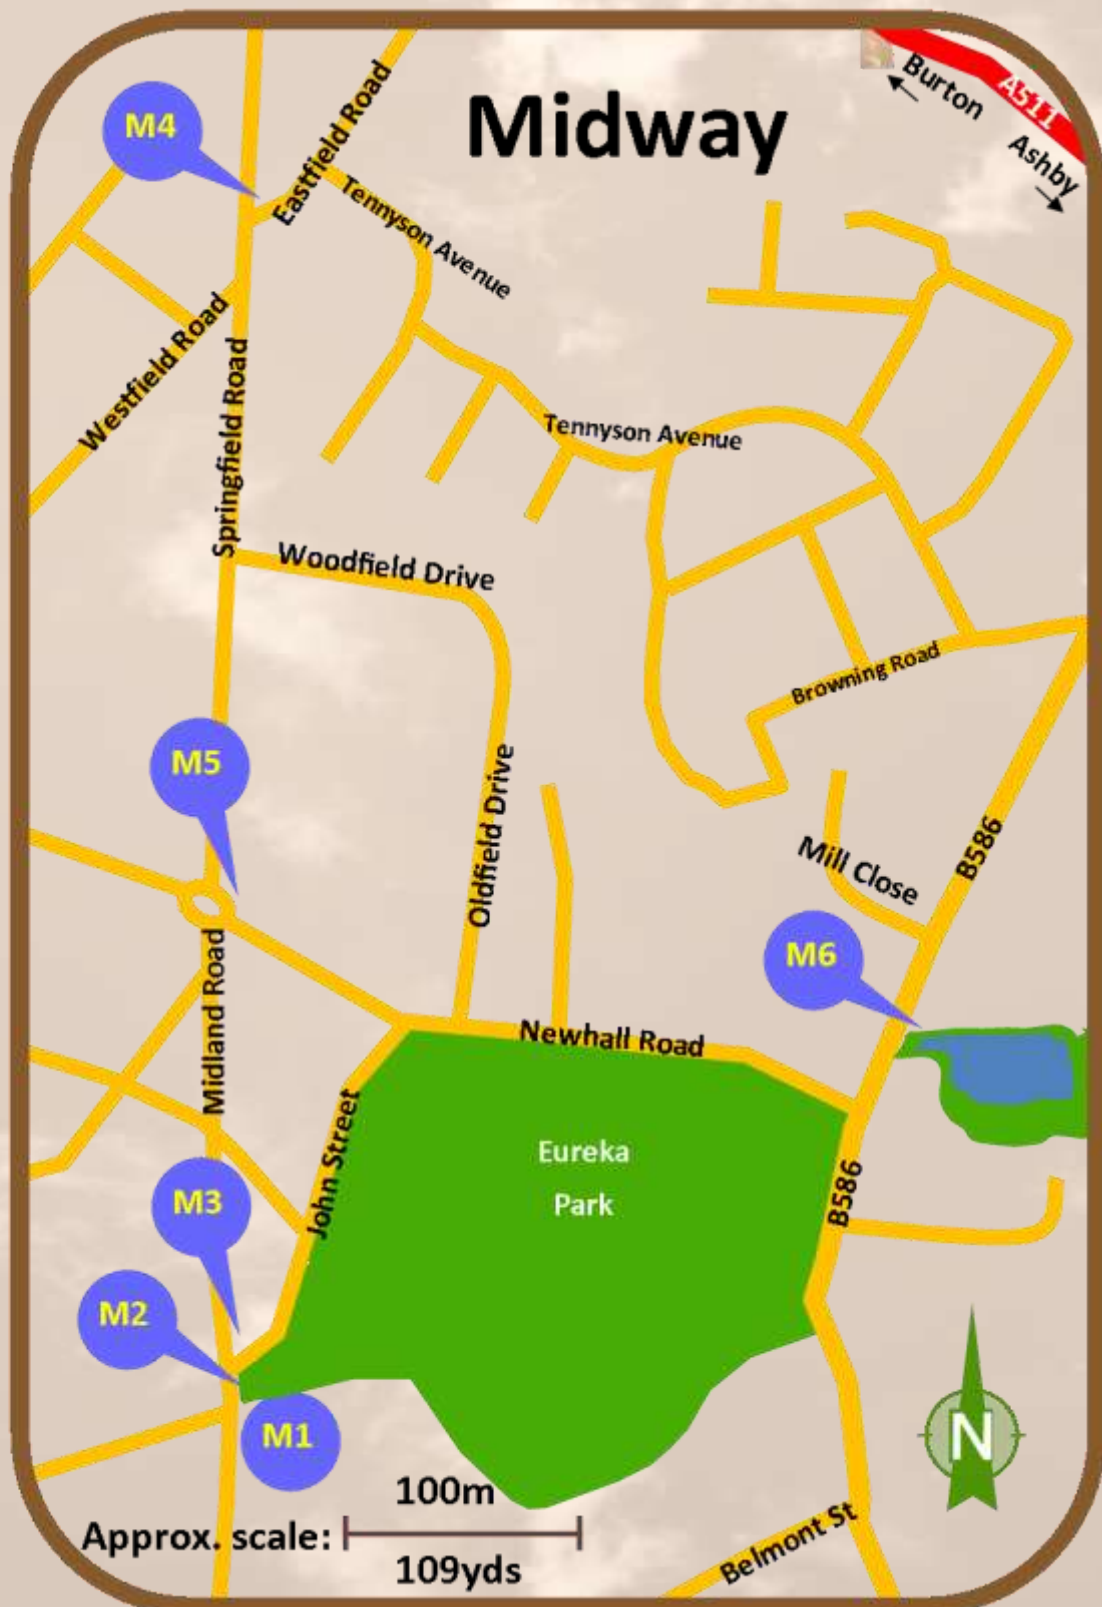 Midway
Burton
A511
Ashby
M4
Eastfield Road
Tennyson Avenue
Westfield Road
Springfield Road
Tennyson Avenue
Woodfield Drive
Browning Road
M5
Oldfield Drive
Mill Close
B586
M6
Midland Road
Newhall Road
John Street
Eureka
Park
B586
M3
M2
M1
N
100m
Approx. scale:
109yds
Belmont St